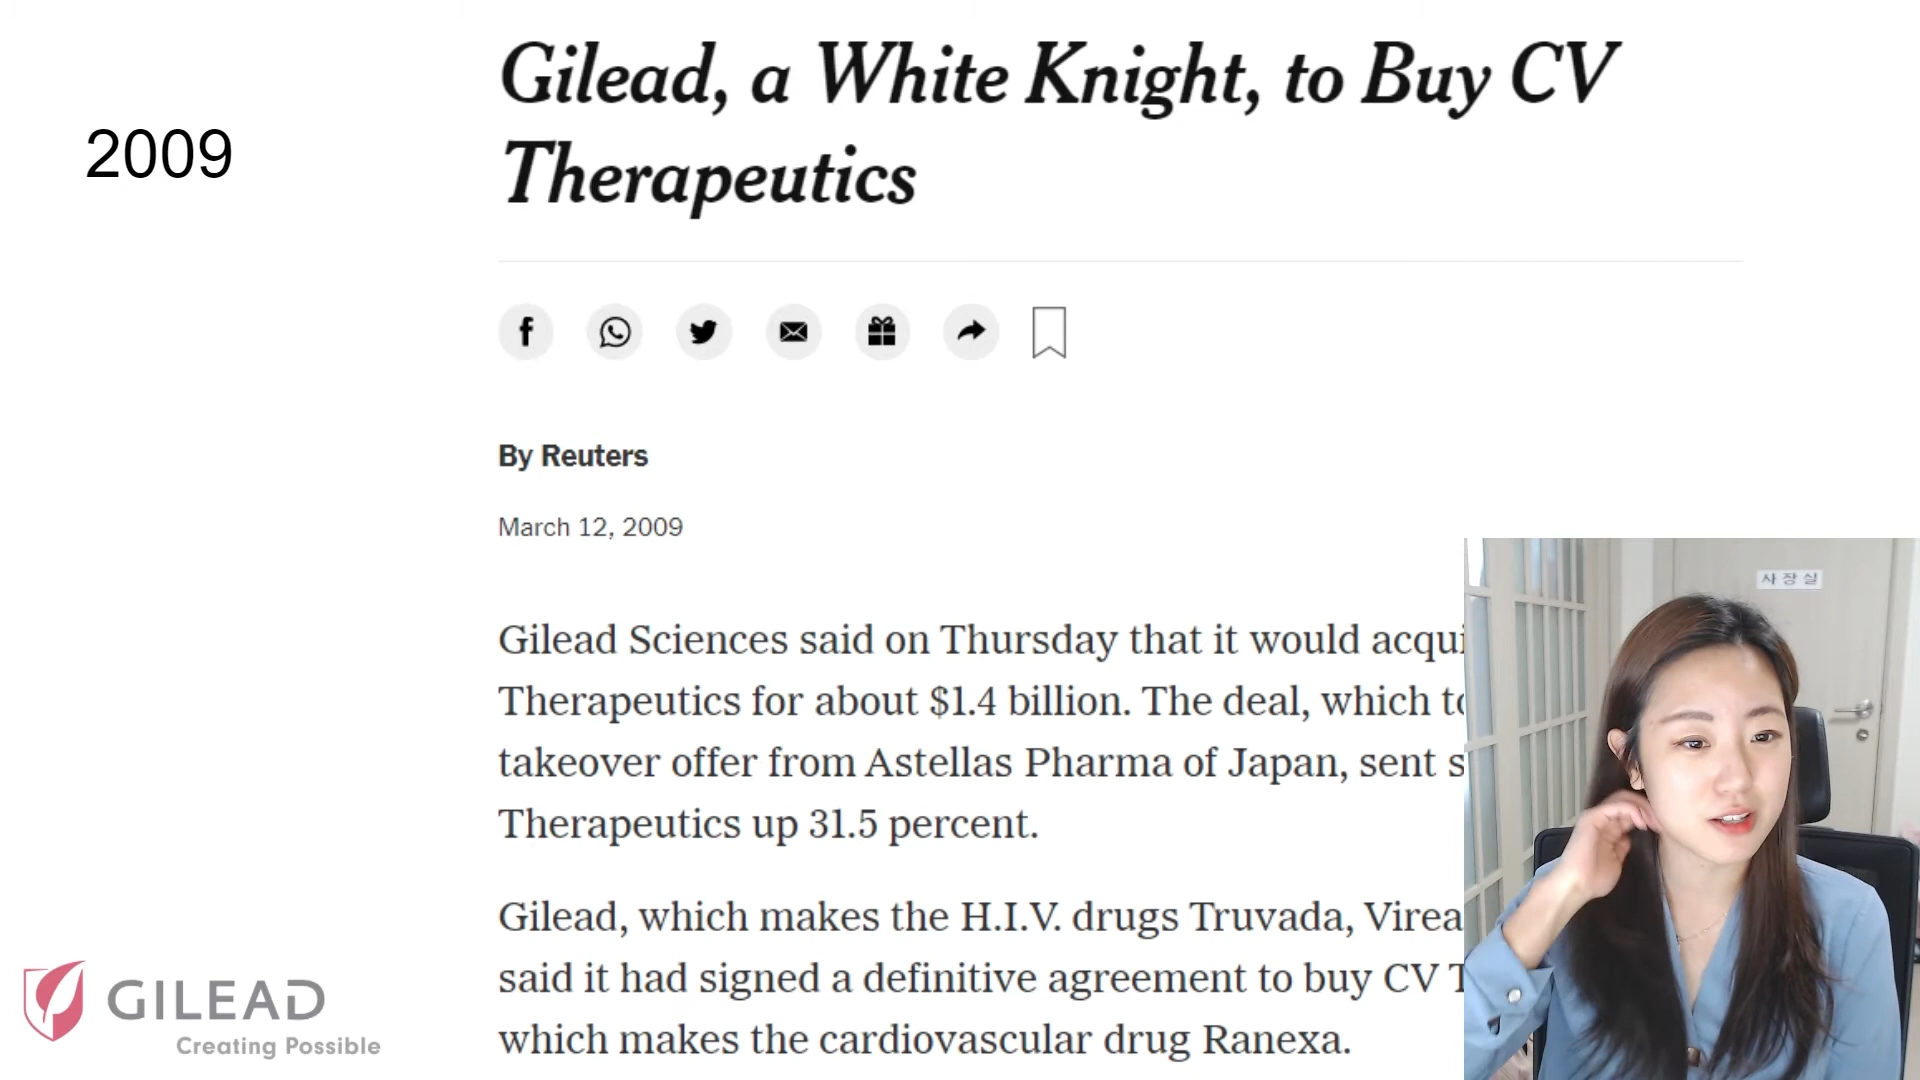 Gilead, a White Knight, to Buy CV
Therapeutics
2009
By Reuters
March 12, 2009
Gilead Sciences said on Thursday that it would
Therapeutics for about $1.4 billion. The deal, which
takeover offer from Astellas Pharma of Japan, sent
Therapeutics up 31.5 percent.
Gilead, which makes the H.I.V. drugs Truvada,
said it had signed a definitive agreement to buy CV
which makes the cardiovascular drug Ranexa.
사장실
GILEAD
Creating Possible